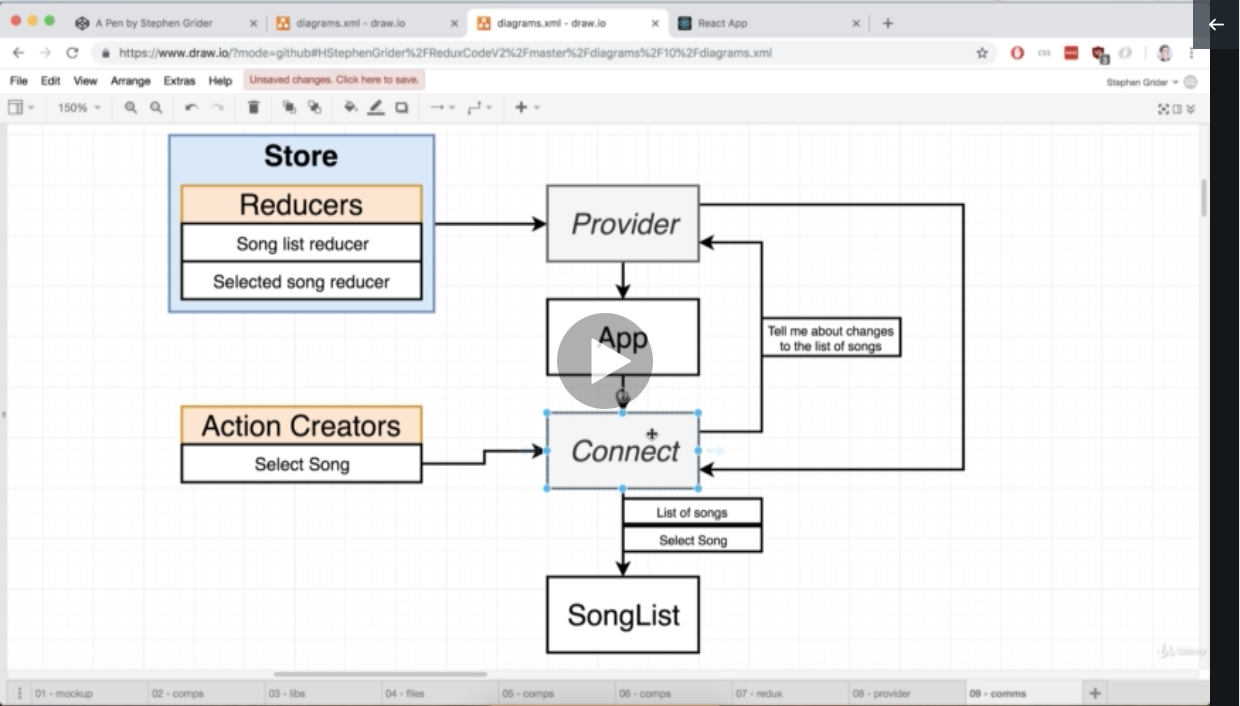 A Pen by Stephen Grider
diagrams.xml - draw.io
diagrams.xml - draw.io
React App
https://www.draw.io/?mode=github#HStephenGrider%2FReduxCodeV2%2Fmaster%2Fdiagrams%2F10%2Fdiagrams.xml
File Edit View Arrange Extras Help Unsaved changes. Click here to save.
Stephen Grider
150%
Store
Reducers
Song list reducer
Selected song reducer
Provider
App
Tell me about changes
to the list of songs
Action Creators
Select Song
Connect
List of songs
Select Song
SongList
Udemy
01 - mockup 02 - comps 03 - libs 04 - files 05 - comps 06 - comps 07 - redux 08 - provider 09 - comms